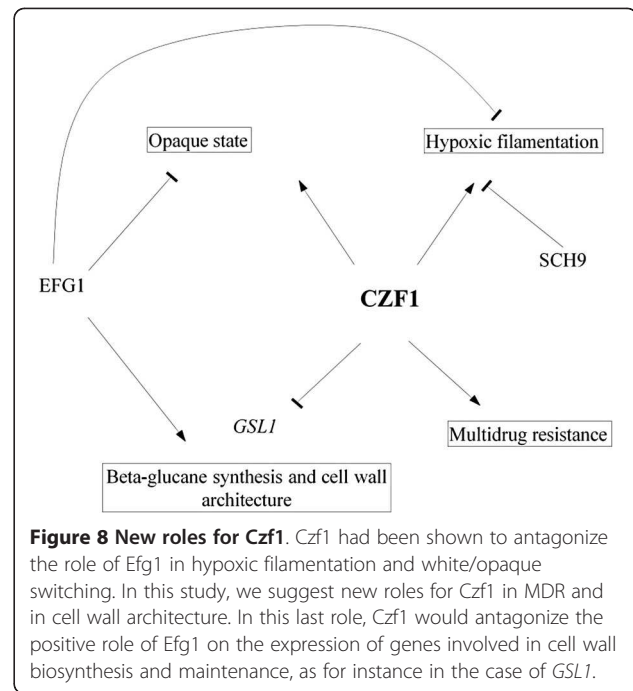 Opaque state
Hypoxic filamentation
EFG1
SCH9
CZF1
GSL1
Multidrug resistance
Beta-glucane synthesis and cell wall
architecture
Figure 8 New roles for Czf1. Czf1 had been shown to antagonize
the role of Efg1 in hypoxic filamentation and white/opaque
switching. In this study, we suggest new roles for Czf1 in MDR and
in cell wall architecture. In this last role, Czf1 would antagonize the
positive role of Efg1 on the expression of genes involved in cell wall
biosynthesis and maintenance, as for instance in the case of GSL1.